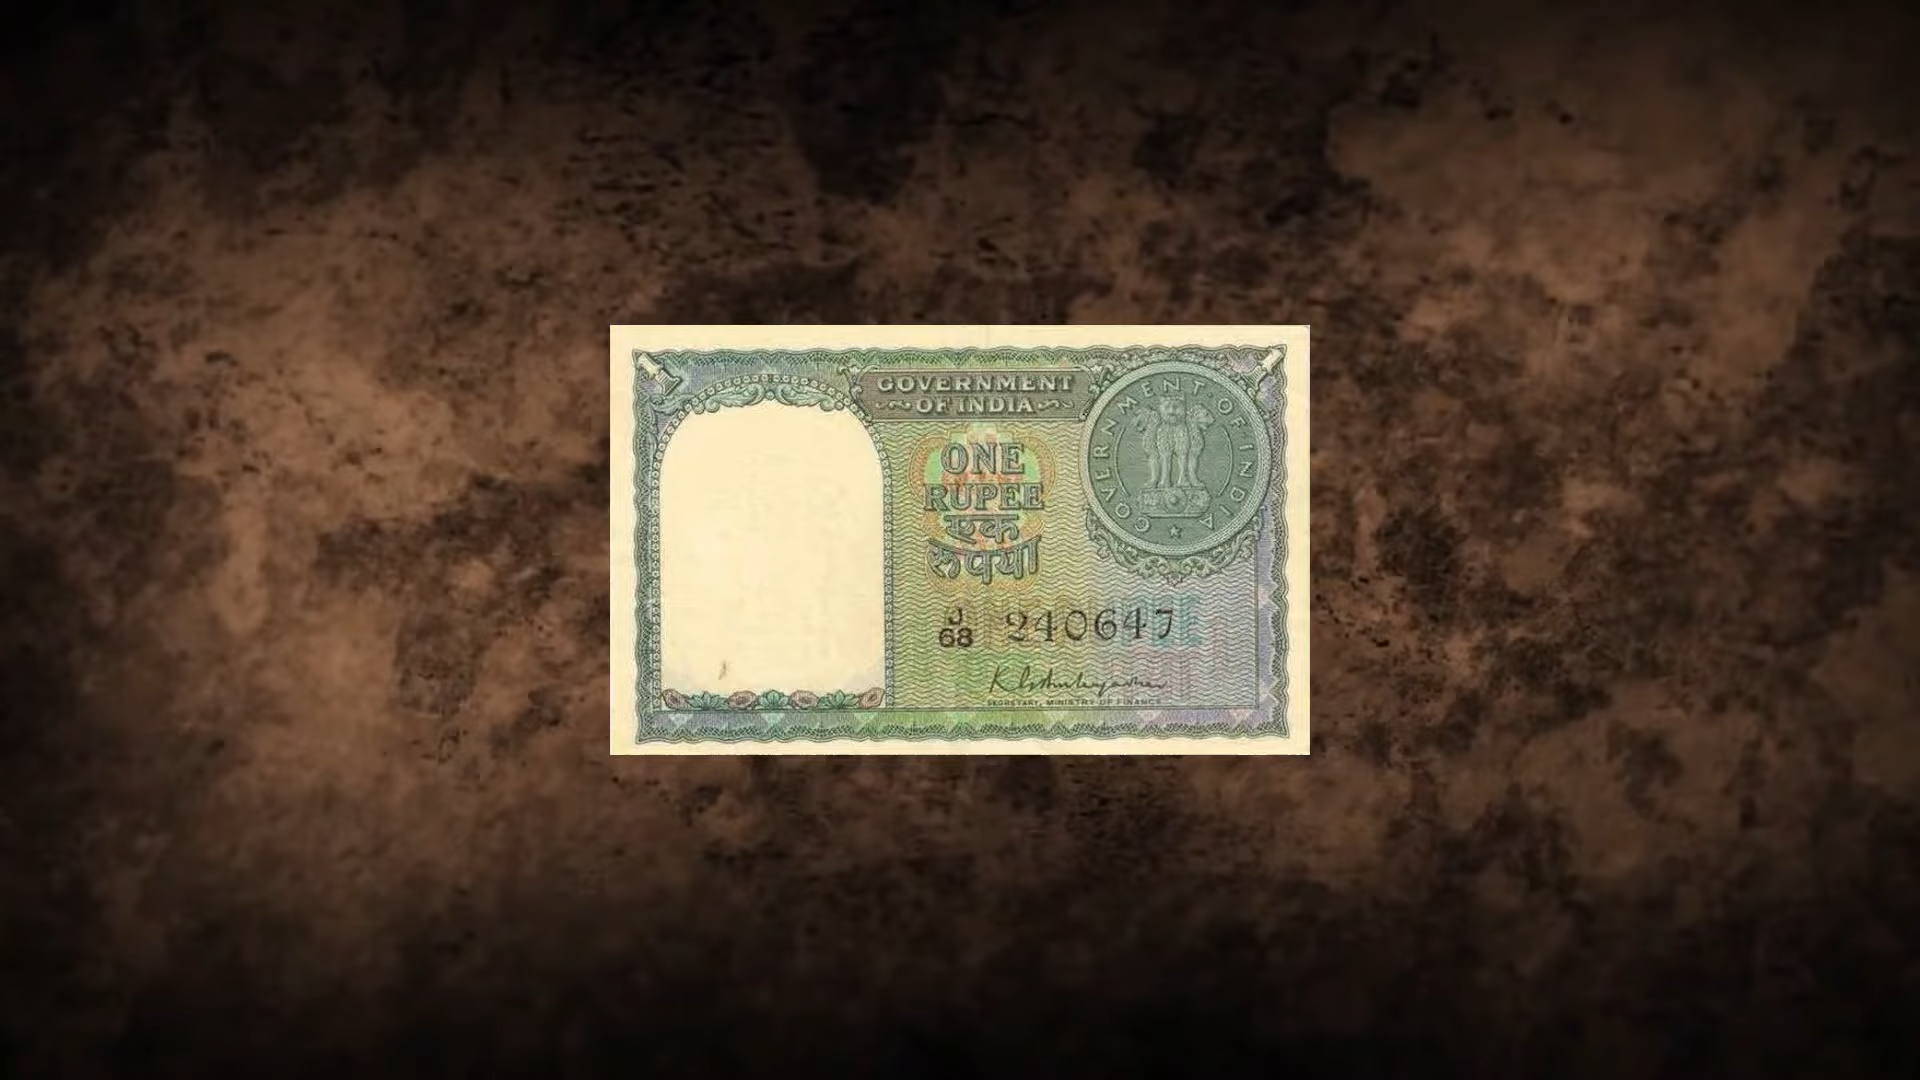 1
1
GOVERNMENT
OF INDIA
GOVERNMENT OF INDIA
ONE
RUPEE
एक
रुपया
J
68 240647
SECRETARY, MINISTRY OF FINANCE